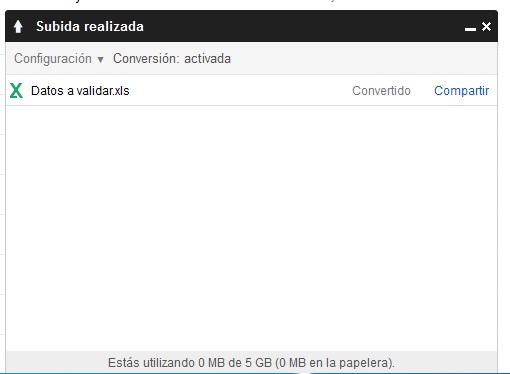 Subida realizada
Configuración Conversión: activada
Datos a validar.xls Convertido Compartir
Estás utilizando 0 MB de 5 GB (0 MB en la papelera).